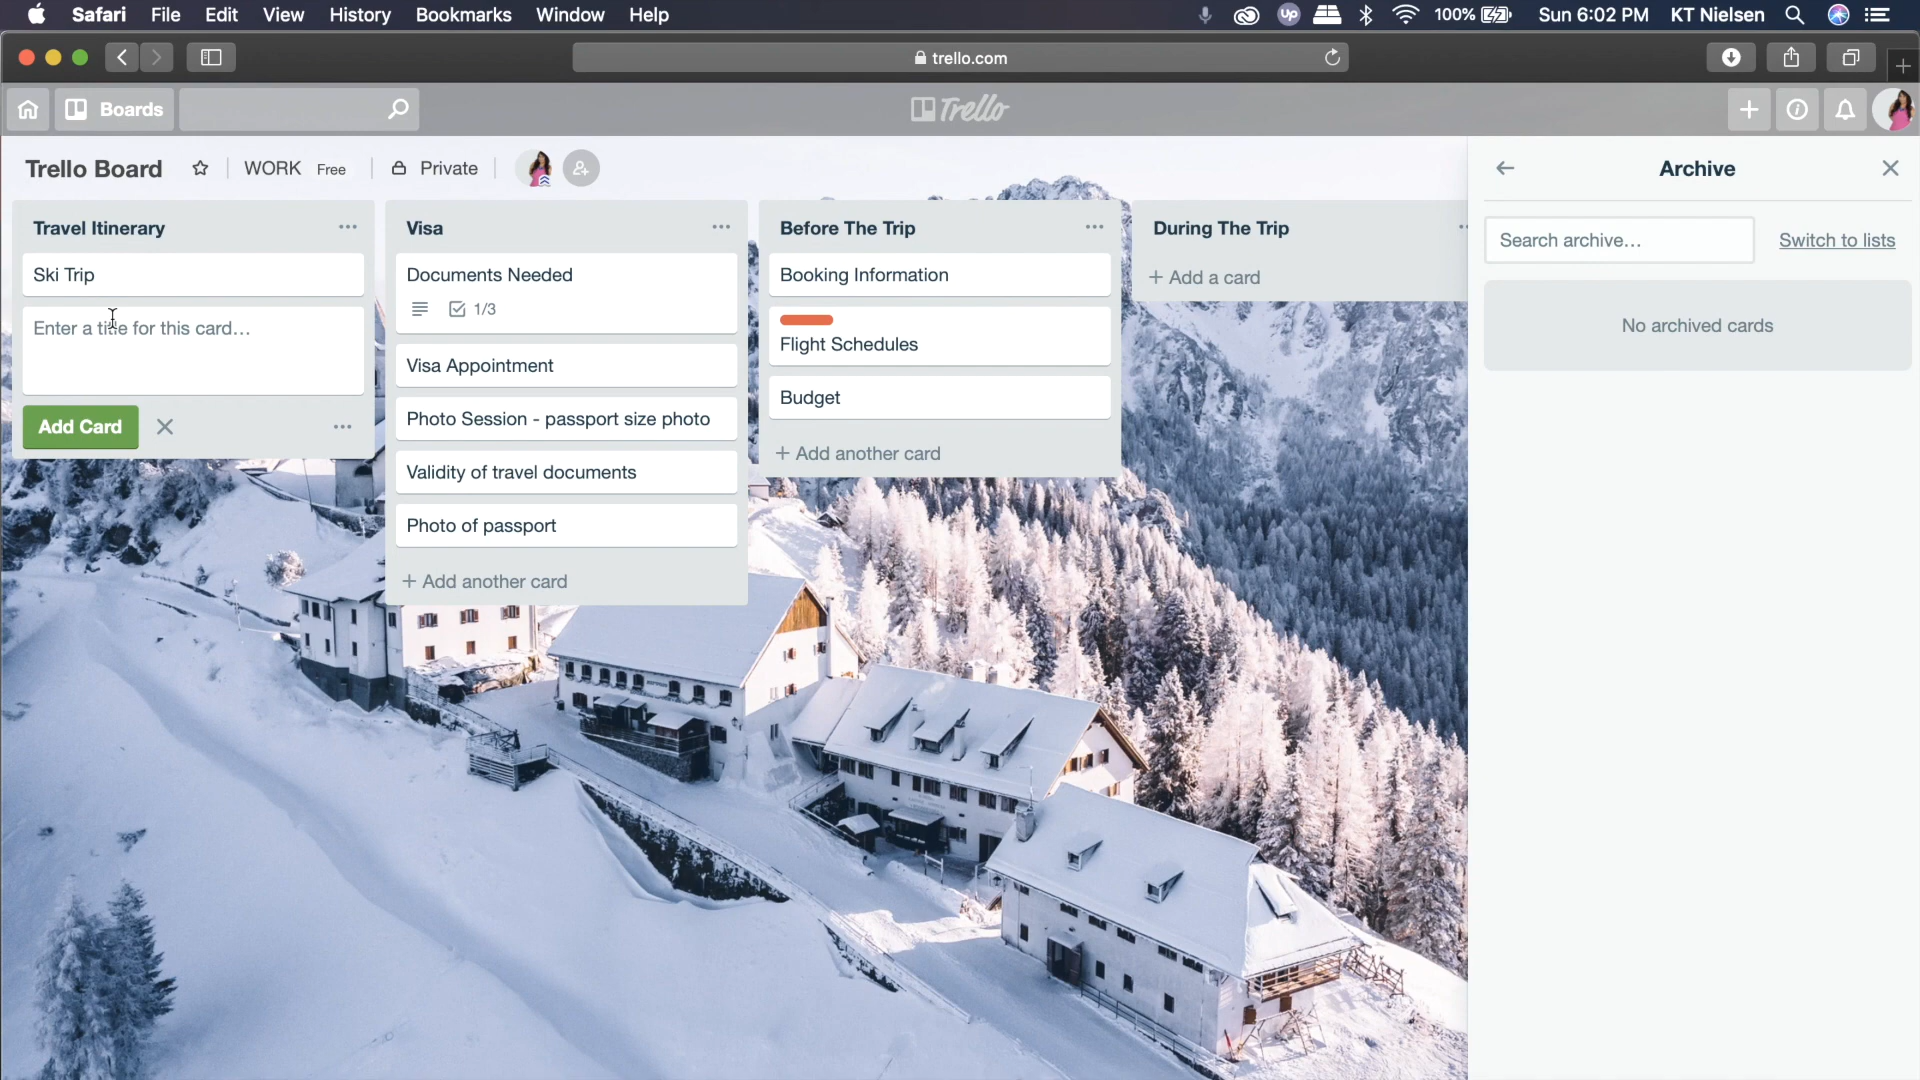 Safari File Edit View History Bookmarks Window Help Up 100% Sun 6:02 PM KT Nielsen
trello.com
Boards Trello
Trello Board WORK Free Private
Archive
Travel Itinerary
Ski Trip
Enter a title for this card...
Add Card
Visa
Documents Needed
1/3
Visa Appointment
Photo Session - passport size photo
Validity of travel documents
Photo of passport
+ Add another card
Before The Trip
Booking Information
Flight Schedules
Budget
+ Add another card
During The Trip
+ Add a card
Search archive...
Switch to lists
No archived cards